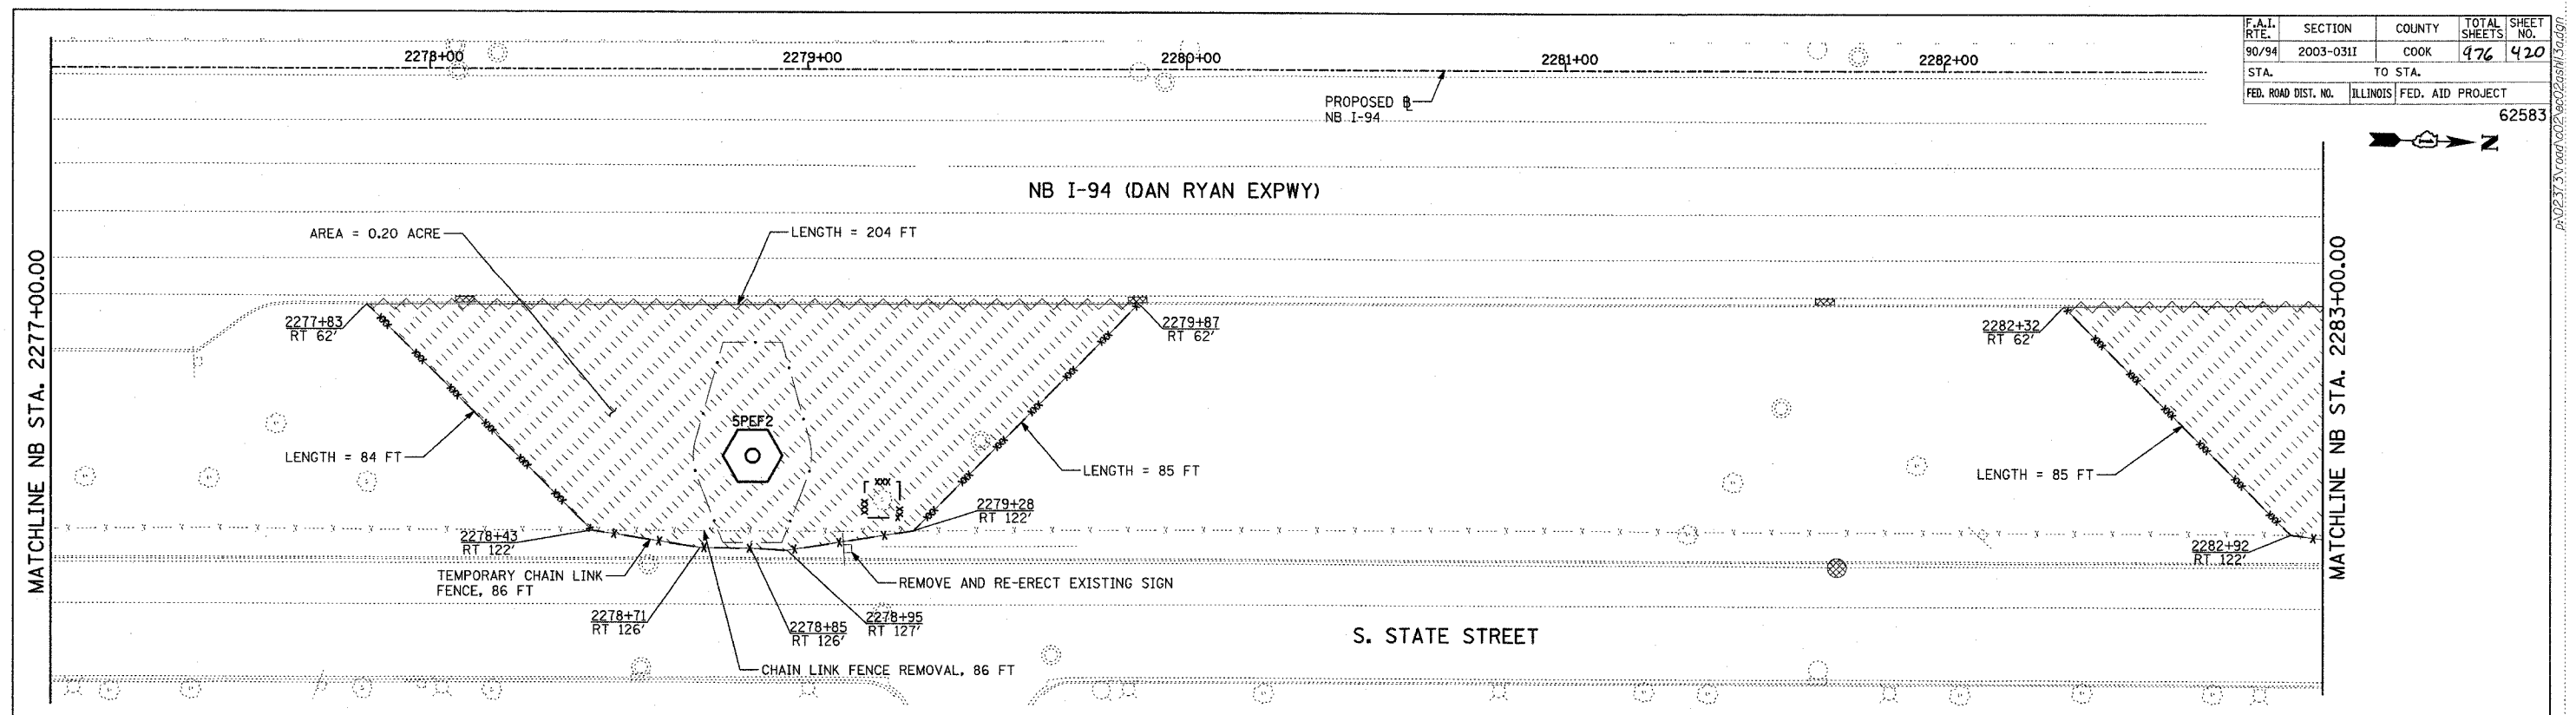 F.A.I. RTE. SECTION COUNTY TOTAL SHEETS SHEET NO.
90/94 2003-031I COOK 976 420
STA. TO STA.
FED. ROAD DIST. NO. ILLINOIS FED. AID PROJECT
62583
N
2278+00 2279+00 2280+00 2281+00 2282+00
PROPOSED ℄
NB I-94
NB I-94 (DAN RYAN EXPWY)
AREA = 0.20 ACRE
LENGTH = 204 FT
MATCHLINE NB STA. 2277+00.00
MATCHLINE NB STA. 2283+00.00
2277+83
RT 62'
2279+87
RT 62'
2282+32
RT 62'
5PEF2
LENGTH = 84 FT
LENGTH = 85 FT
LENGTH = 85 FT
2278+43
RT 122'
2279+28
RT 122'
2282+92
RT 122'
TEMPORARY CHAIN LINK
FENCE, 86 FT
REMOVE AND RE-ERECT EXISTING SIGN
2278+71
RT 126'
2278+85
RT 126'
2278+95
RT 127'
S. STATE STREET
CHAIN LINK FENCE REMOVAL, 86 FT